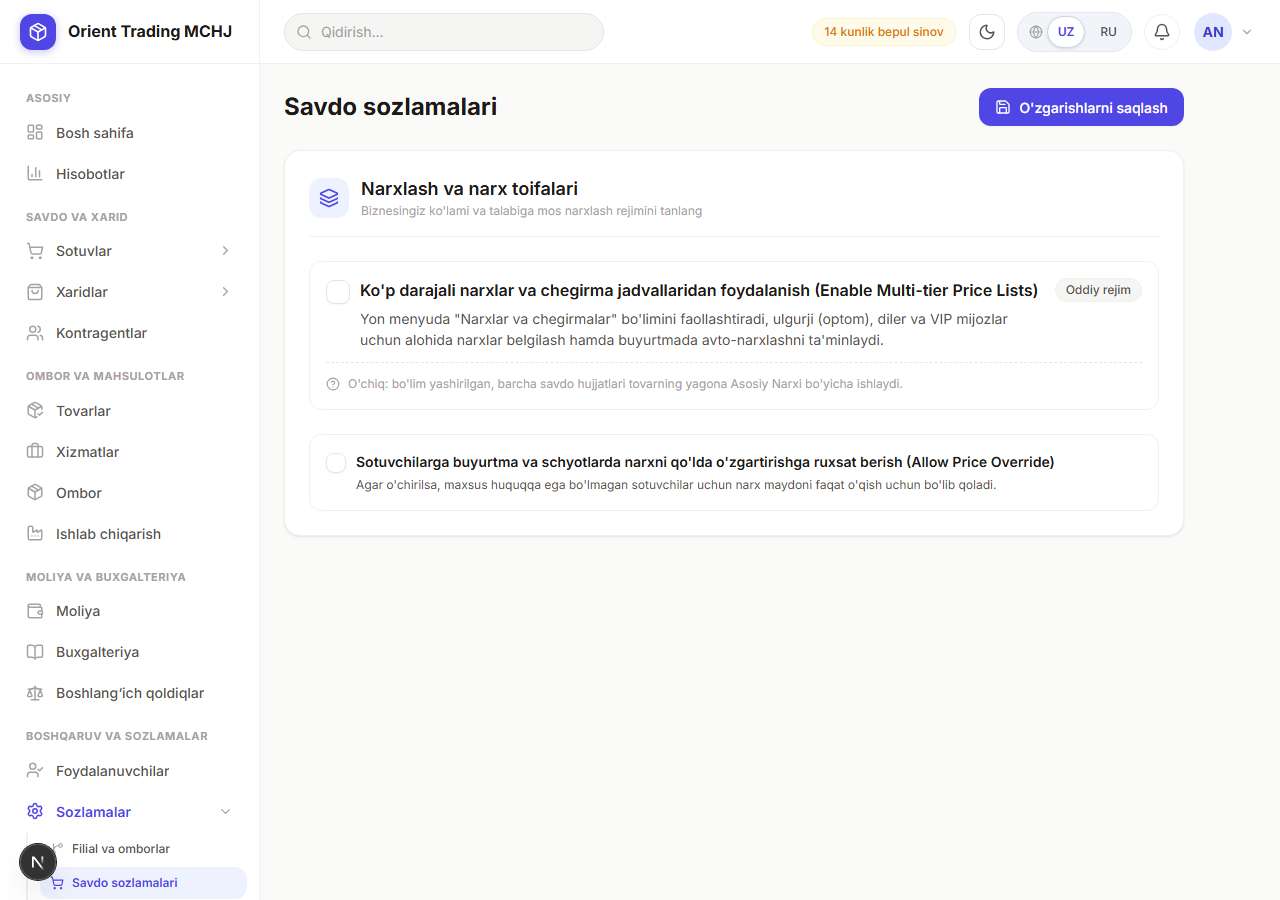 Orient Trading MCHJ
Qidirish...
14 kunlik bepul sinov
UZ
RU
AN
ASOSIY
Bosh sahifa
Hisobotlar
SAVDO VA XARID
Sotuvlar
Xaridlar
Kontragentlar
OMBOR VA MAHSULOTLAR
Tovarlar
Xizmatlar
Ombor
Ishlab chiqarish
MOLIYA VA BUXGALTERIYA
Moliya
Buxgalteriya
Boshlang‘ich qoldiqlar
BOSHQARUV VA SOZLAMALAR
Foydalanuvchilar
Sozlamalar
Filial va omborlar
Savdo sozlamalari
N
Savdo sozlamalari
O'zgarishlarni saqlash
Narxlash va narx toifalari
Biznesingiz ko'lami va talabiga mos narxlash rejimini tanlang
Ko'p darajali narxlar va chegirma jadvallaridan foydalanish (Enable Multi-tier Price Lists)
Oddiy rejim
Yon menyuda "Narxlar va chegirmalar" bo'limini faollashtiradi, ulgurji (optom), diler va VIP mijozlar
uchun alohida narxlar belgilash hamda buyurtmada avto-narxlashni ta'minlaydi.
O'chiq: bo'lim yashirilgan, barcha savdo hujjatlari tovarning yagona Asosiy Narxi bo'yicha ishlaydi.
Sotuvchilarga buyurtma va schyotlarda narxni qo'lda o'zgartirishga ruxsat berish (Allow Price Override)
Agar o'chirilsa, maxsus huquqqa ega bo'lmagan sotuvchilar uchun narx maydoni faqat o'qish uchun bo'lib qoladi.